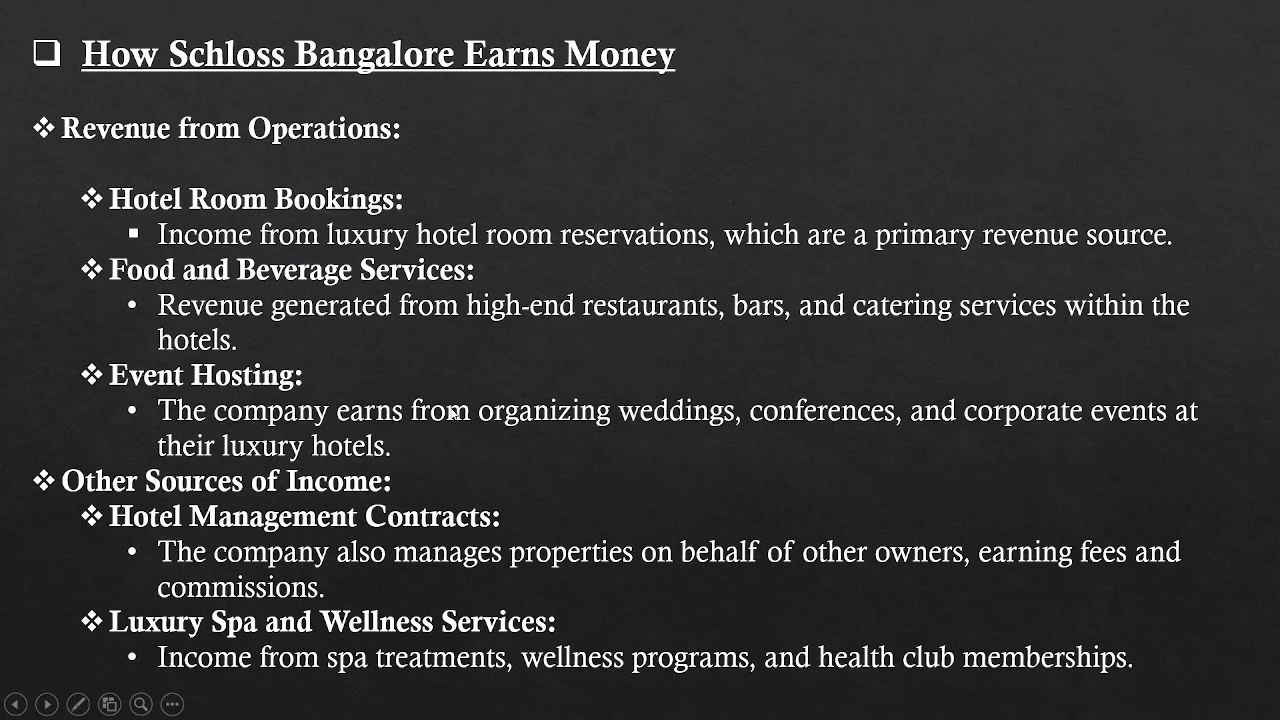 ❑ How Schloss Bangalore Earns Money
❖ Revenue from Operations:
❖ Hotel Room Bookings:
▪ Income from luxury hotel room reservations, which are a primary revenue source.
❖ Food and Beverage Services:
• Revenue generated from high-end restaurants, bars, and catering services within the
hotels.
❖ Event Hosting:
• The company earns from organizing weddings, conferences, and corporate events at
their luxury hotels.
❖ Other Sources of Income:
❖ Hotel Management Contracts:
• The company also manages properties on behalf of other owners, earning fees and
commissions.
❖ Luxury Spa and Wellness Services:
• Income from spa treatments, wellness programs, and health club memberships.